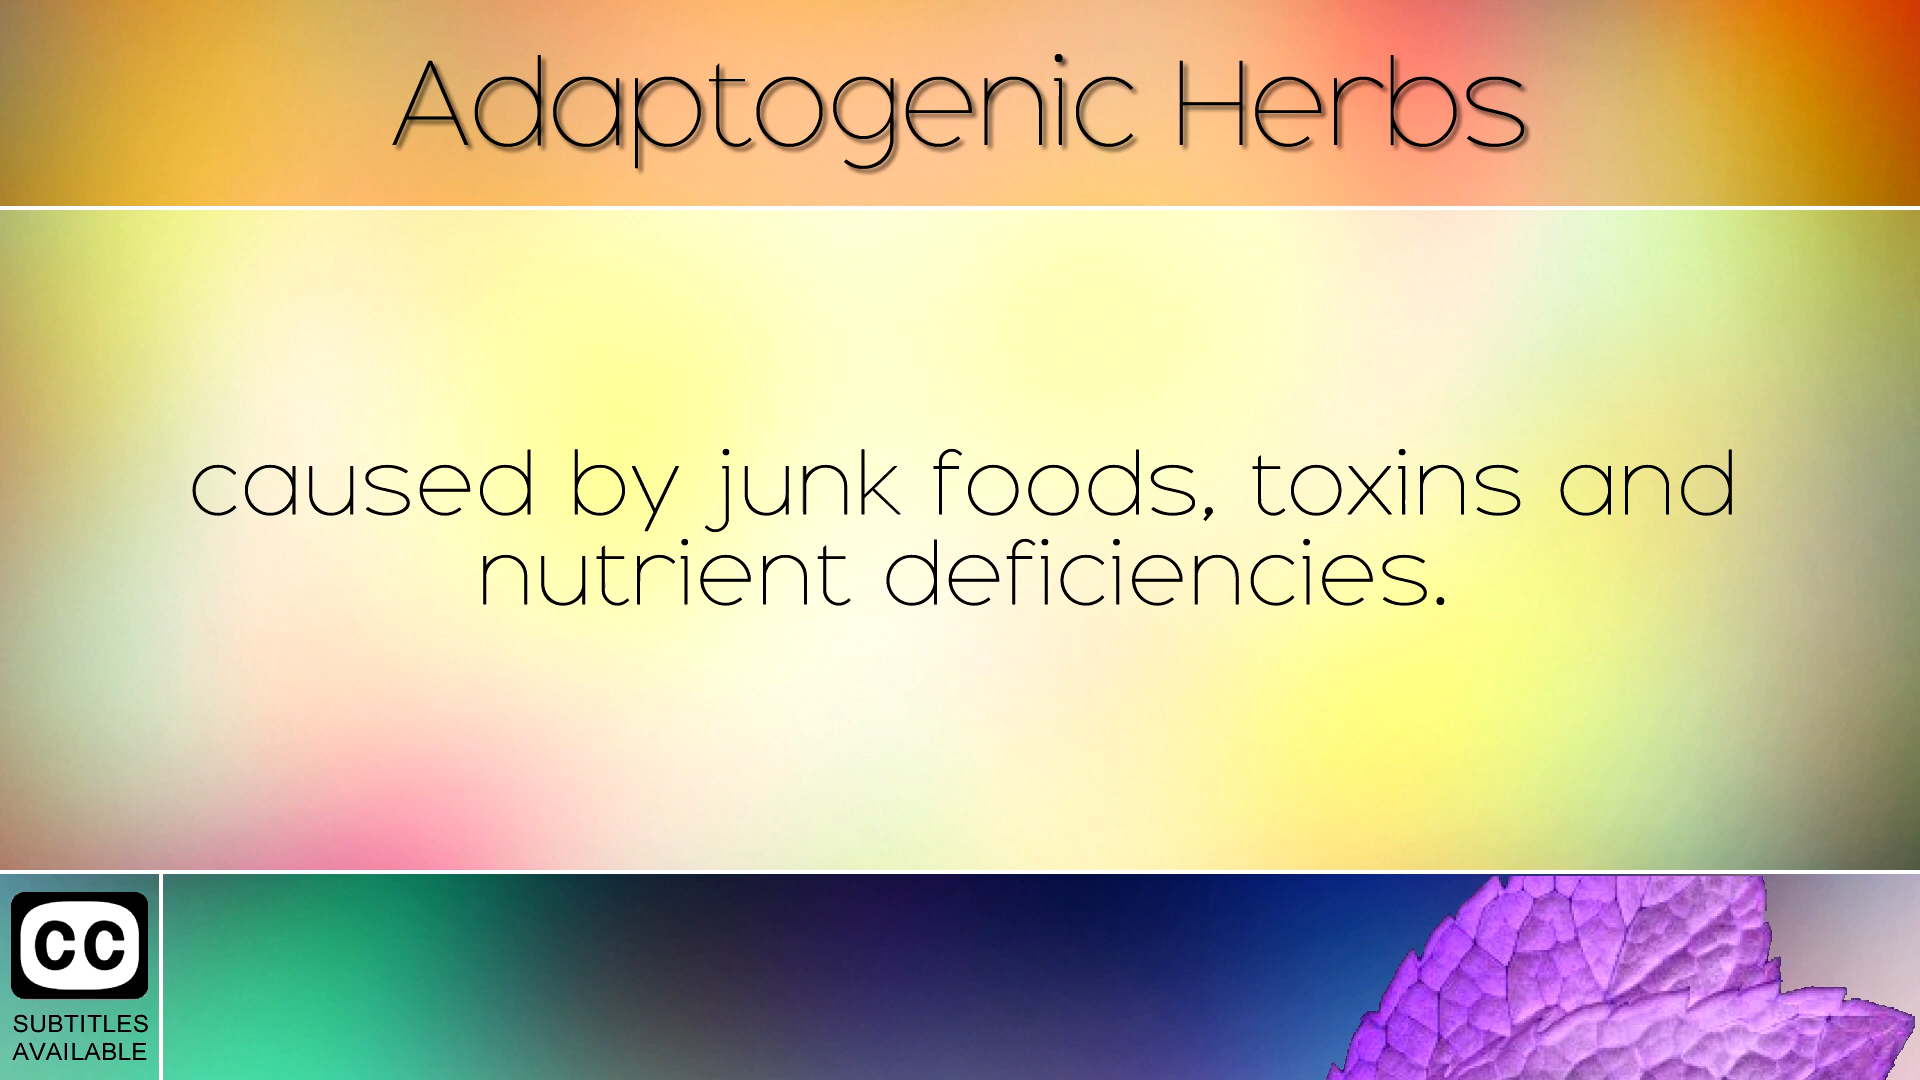 Adaptogenic Herbs
caused by junk foods, toxins and
nutrient deficiencies.
CC
SUBTITLES
AVAILABLE